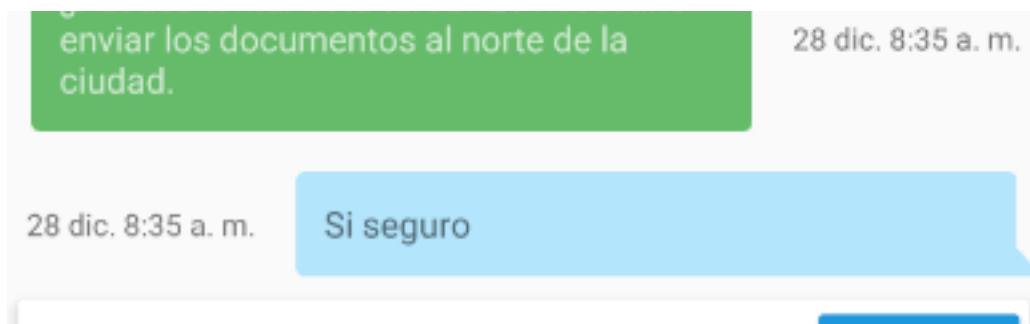 enviar los documentos al norte de la
ciudad.
28 dic. 8:35 a. m.
28 dic. 8:35 a. m.
Si seguro